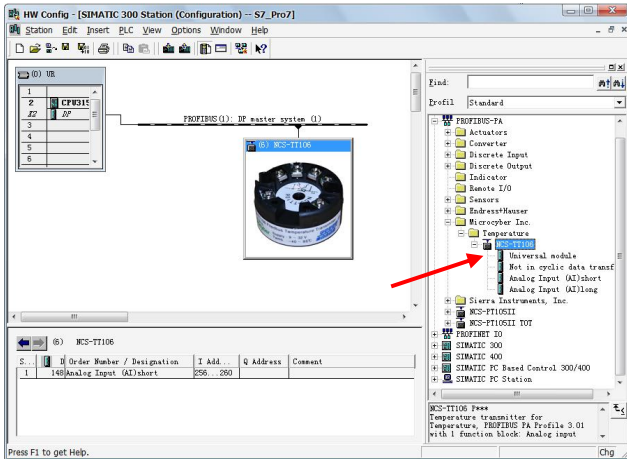 HW Config - [SIMATIC 300 Station (Configuration) -- S7_Pro7]
Station Edit Insert PLC View Options Window Help
(0) UR
1
2 CPU315
X2 DP
3
4
5
6
PROFIBUS(1): DP master system (1)
(6) NCS-TT106
Find:
Profil Standard
PROFIBUS-PA
Actuators
Converter
Discrete Input
Discrete Output
Indicator
Remote I/O
Sensors
Endress+Hauser
Microcyber Inc.
Temperature
NCS-TT106
Universal module
Not in cyclic data transf
Analog Input (AI)short
Analog Input (AI)long
Sierra Instruments, Inc.
NCS-PT105II
NCS-PT105II TOT
PROFINET IO
SIMATIC 300
SIMATIC 400
SIMATIC PC Based Control 300/400
SIMATIC PC Station
(6) NCS-TT106
S... D Order Number / Designation I Add... Q Address Comment
1 148 Analog Input (AI)short 256...260
NCS-TT106 P***
Temperature transmitter for
Temperature, PROFIBUS PA Profile 3.01
with 1 function block: Analog input
Press F1 to get Help.
Chg